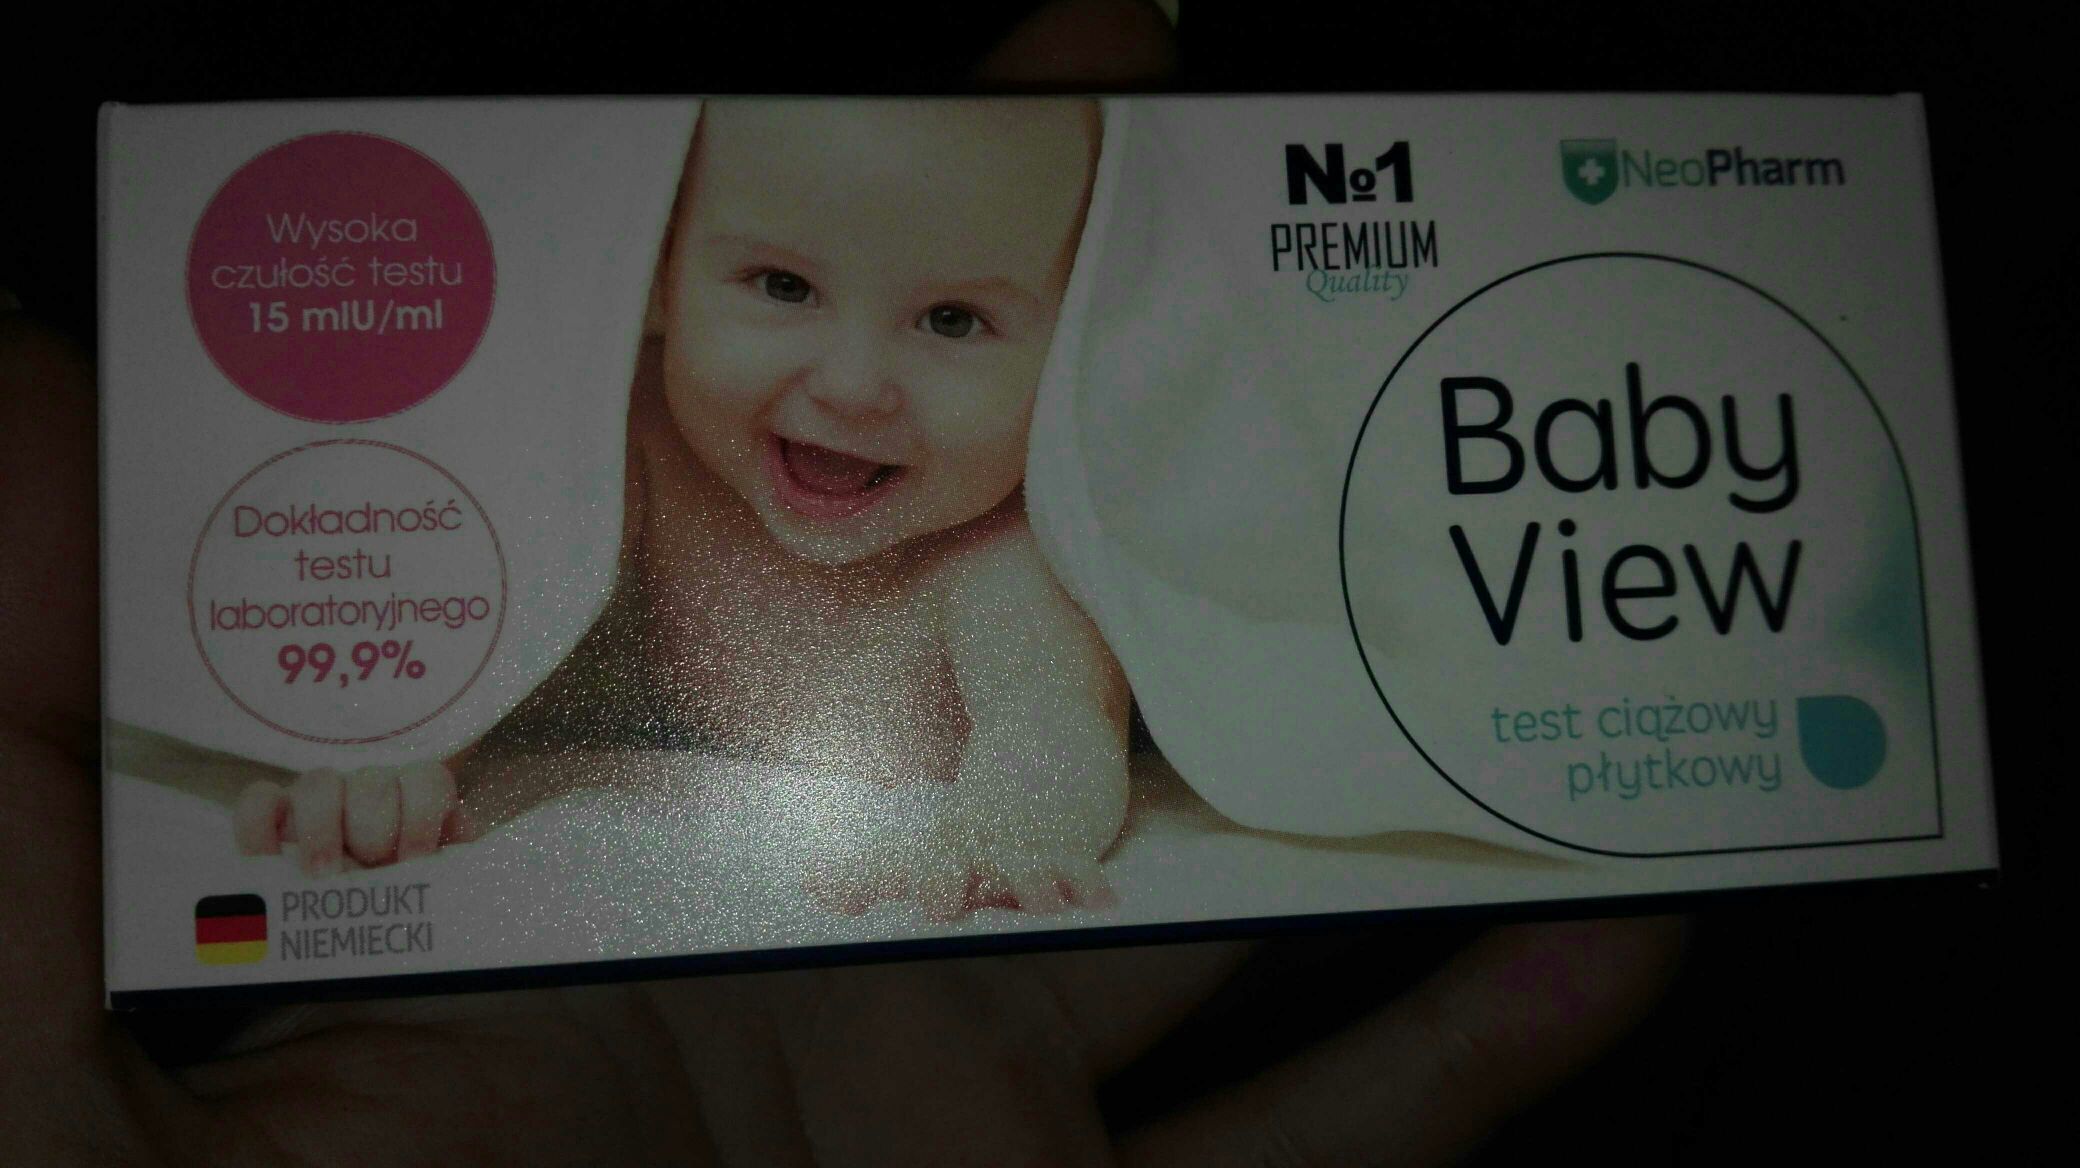 Wysoka
czułość testu
15 mIU/ml
Dokładność
testu
laboratoryjnego
99,9%
PRODUKT
NIEMIECKI
№1
PREMIUM
Quality
NeoPharm
Baby
View
test ciążowy
płytkowy